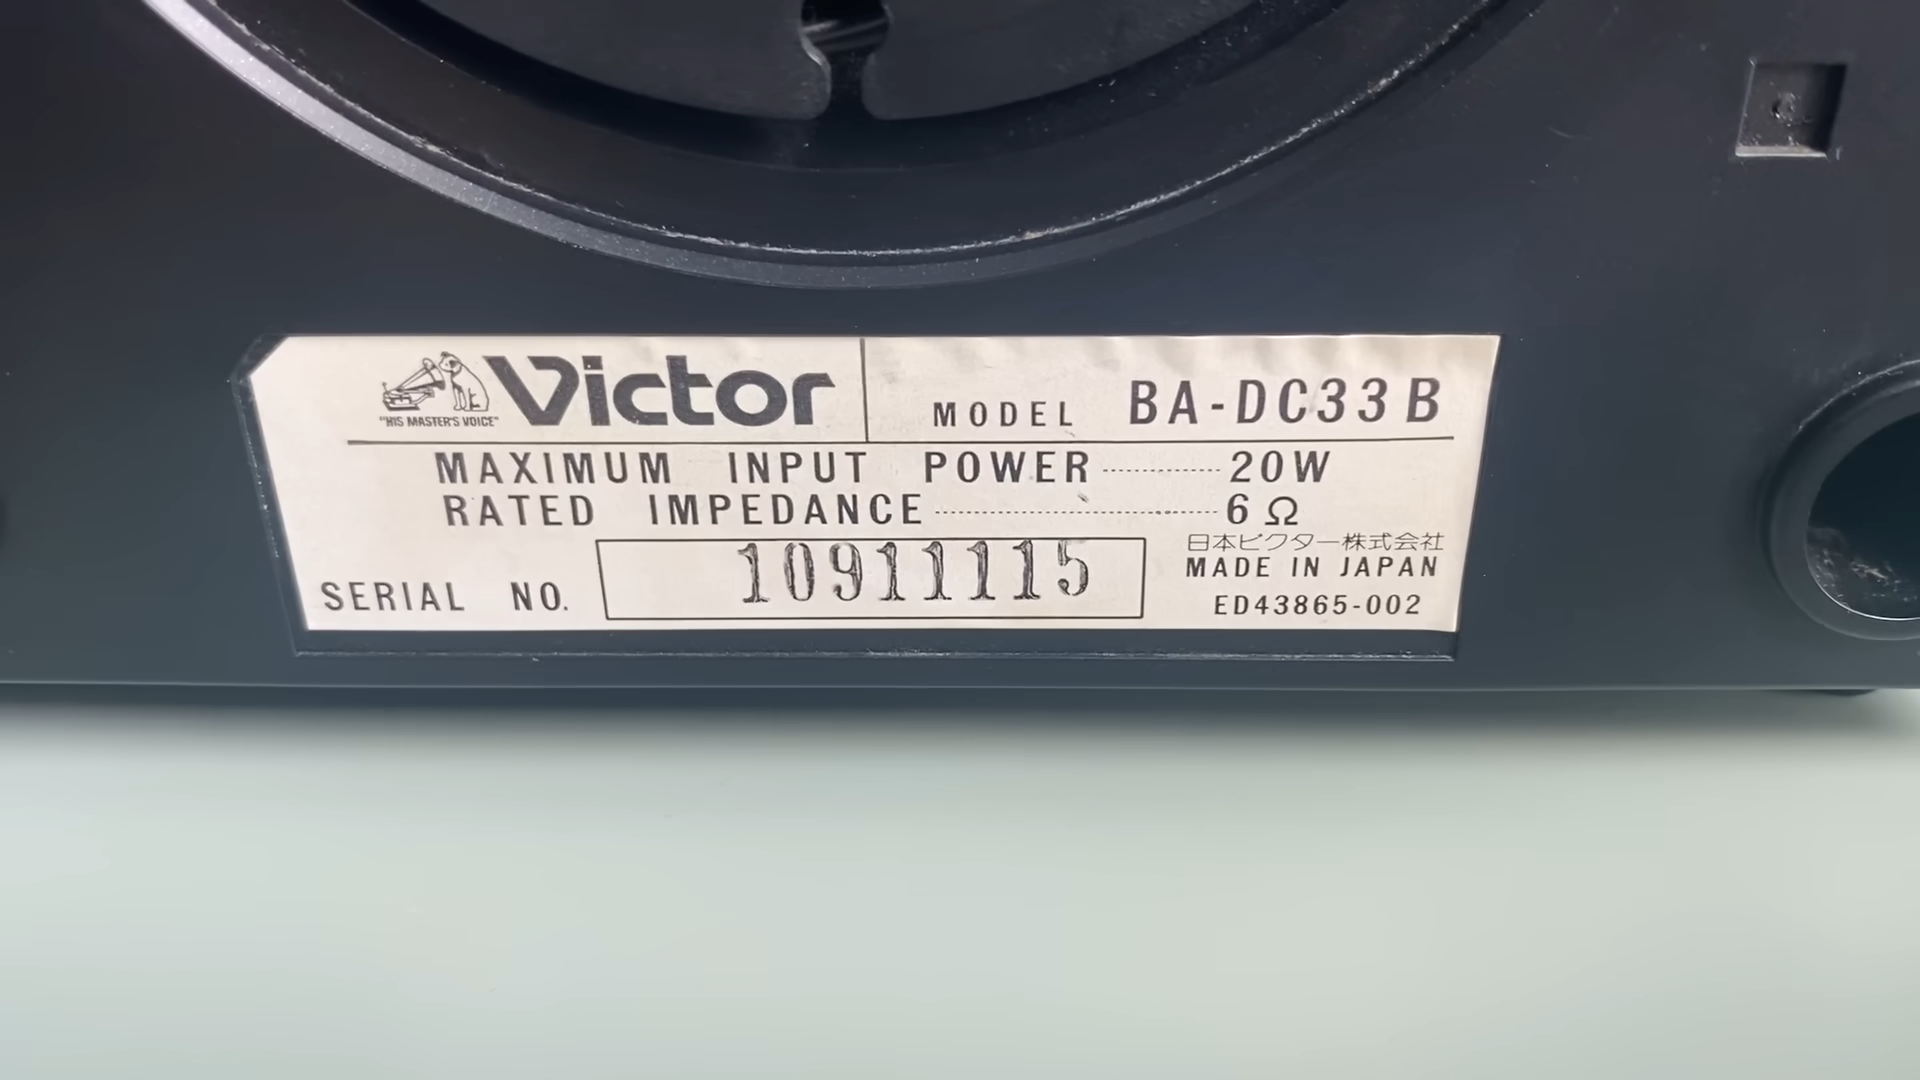 "HIS MASTER'S VOICE" Victor
MODEL BA-DC33B
MAXIMUM INPUT POWER 20W
RATED IMPEDANCE 6 Ω
SERIAL NO. 10911115
日本ビクター株式会社
MADE IN JAPAN
ED43865-002